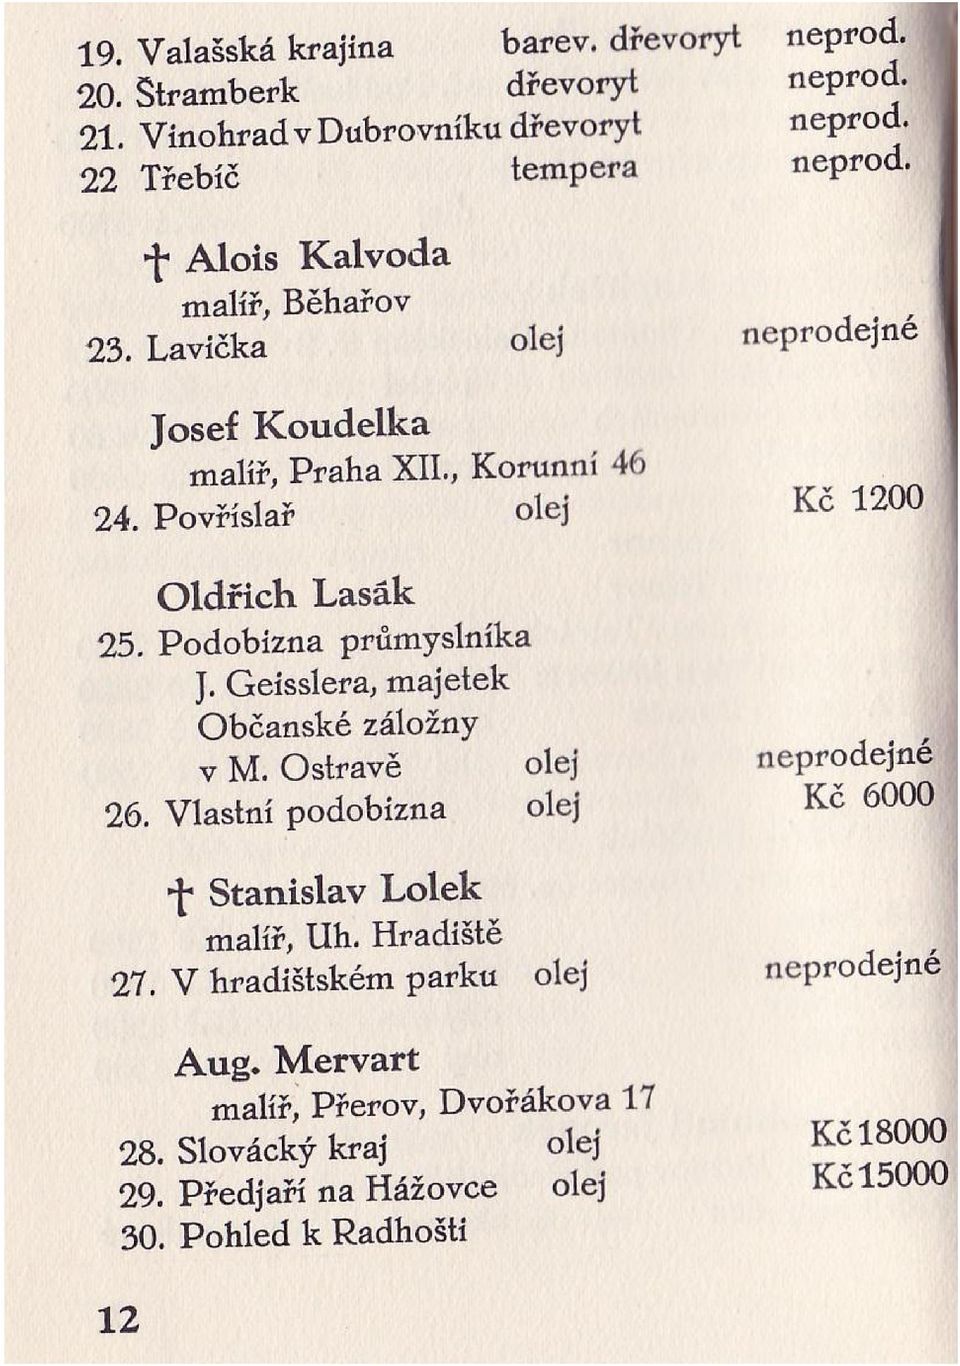 19. Valašská krajina barev. dřevoryt neprod.
20. Štramberk dřevoryt neprod.
21. Vinohrad v Dubrovníku dřevoryt neprod.
22 Třebíč tempera neprod.
† Alois Kalvoda
malíř, Běhařov
23. Lavička olej neprodejné
Josef Koudelka
malíř, Praha XII., Korunní 46
24. Povříslař olej Kč 1200
Oldřich Lasák
25. Podobizna průmyslníka
J. Geisslera, majetek
Občanské záložny
v M. Ostravě olej neprodejné
26. Vlastní podobizna olej Kč 6000
† Stanislav Lolek
malíř, Uh. Hradiště
27. V hradištském parku olej neprodejné
Aug. Mervart
malíř, Přerov, Dvořákova 17
28. Slovácký kraj olej Kč 18000
29. Předjaří na Hážovce olej Kč 15000
30. Pohled k Radhošti
12